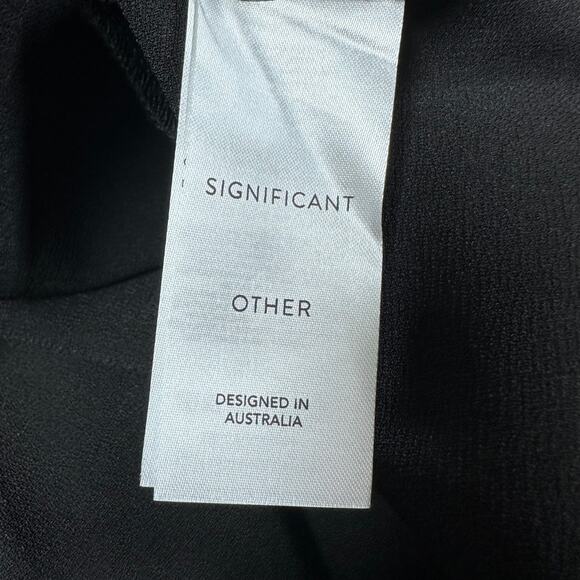 SIGNIFICANT
OTHER
DESIGNED IN
AUSTRALIA